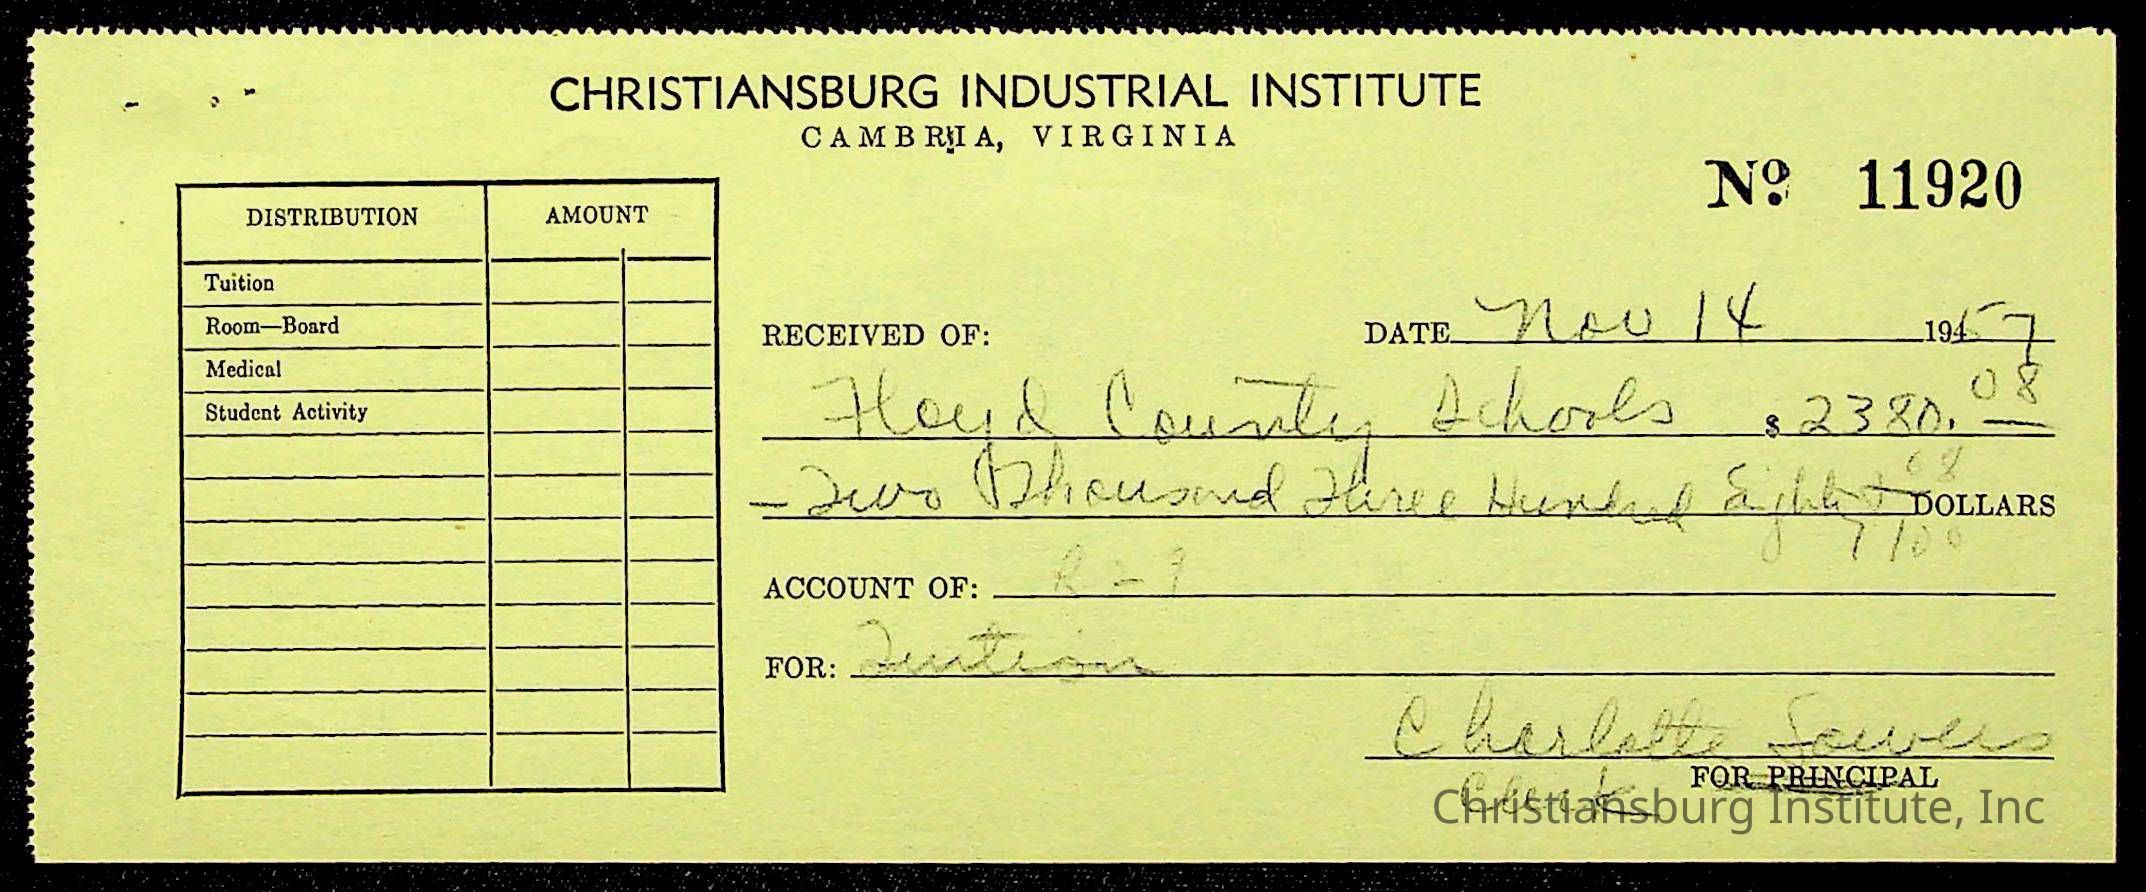 CHRISTIANSBURG INDUSTRIAL INSTITUTE
CAMBRIA, VIRGINIA
Nº 11920
DISTRIBUTION AMOUNT
Tuition
Room—Board
Medical
Student Activity
RECEIVED OF: DATE Nov 14 1957
Floyd County Schools $ 2380.08
- Two Thousand Three Hundred Eighty + 08/100 DOLLARS
ACCOUNT OF: R-9
FOR: Tuition
Charlotte Sowers
FOR PRINCIPAL
Clerk
Christiansburg Institute, Inc